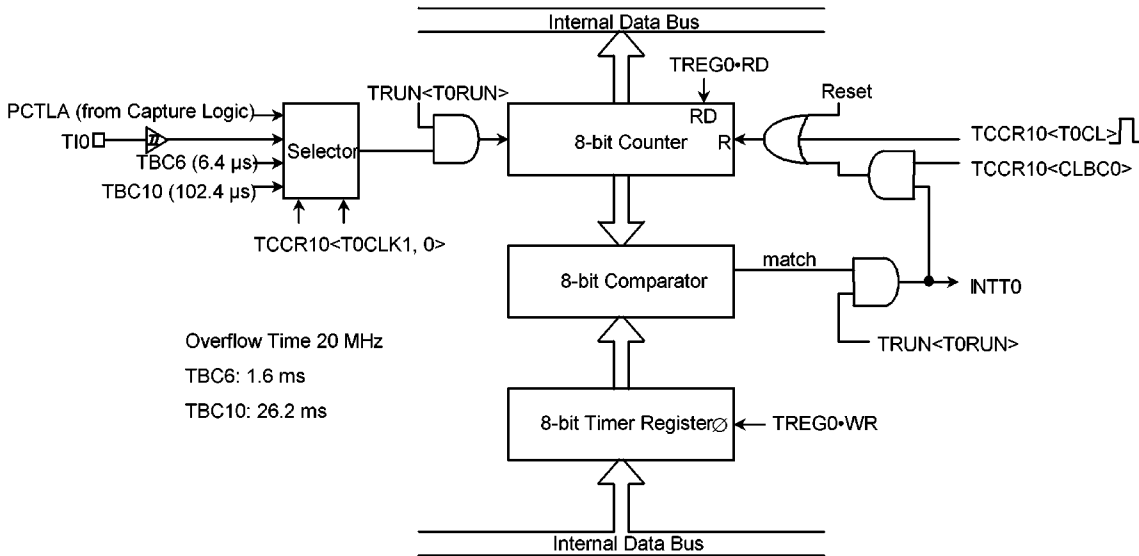 Internal Data Bus
TREG0•RD
TRUN<T0RUN>
Reset
PCTLA (from Capture Logic)
TI0
Selector
RD
8-bit Counter
R
TCCR10<T0CL>
TBC6 (6.4 µs)
TCCR10<CLBC0>
TBC10 (102.4 µs)
TCCR10<T0CLK1, 0>
match
8-bit Comparator
INTT0
Overflow Time 20 MHz
TRUN<T0RUN>
TBC6: 1.6 ms
TBC10: 26.2 ms
8-bit Timer Register∅
TREG0•WR
Internal Data Bus